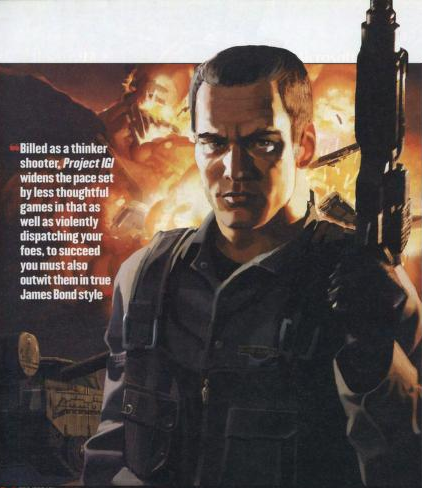 Billed as a thinker
shooter, Project IGI
widens the pace set
by less thoughtful
games in that as
well as violently
dispatching your
foes, to succeed
you must also
outwit them in true
James Bond style